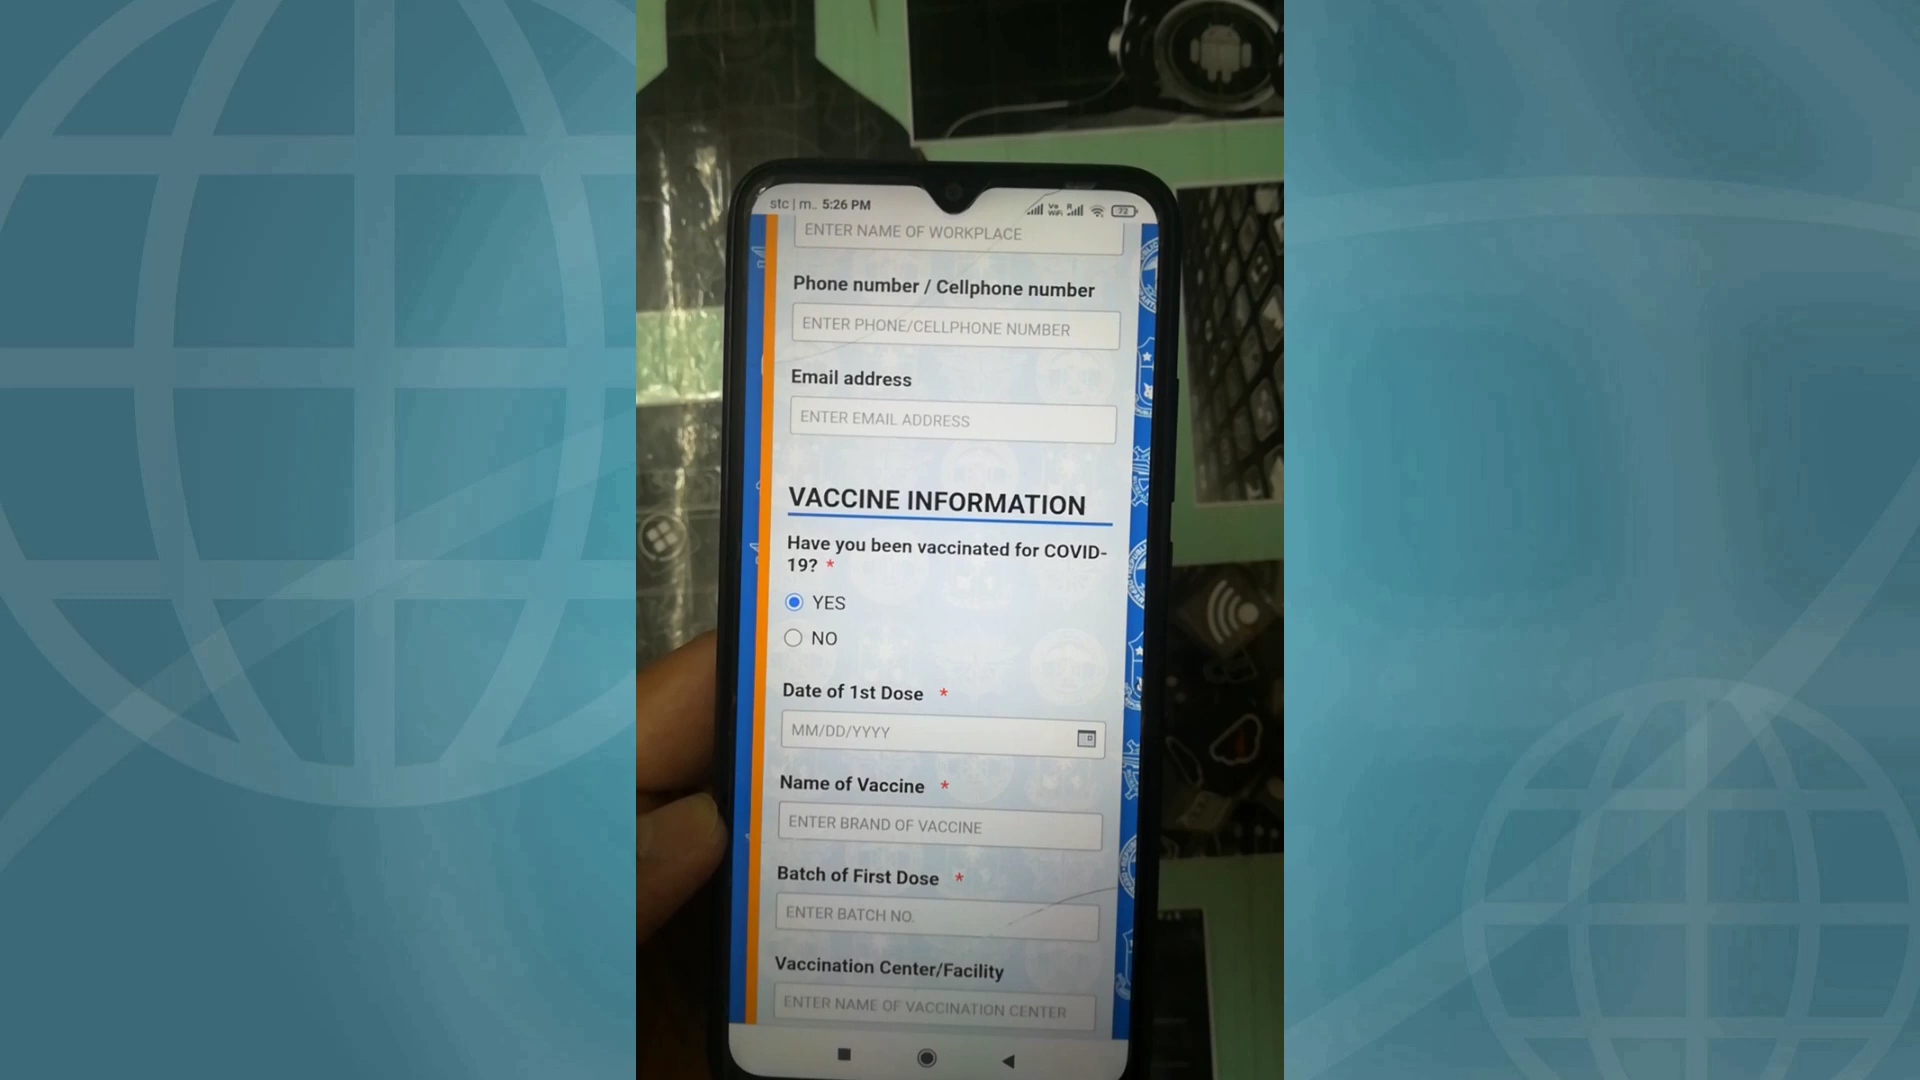 stc | m.. 5:26 PM
Vo
WiFi
R
72
ENTER NAME OF WORKPLACE
Phone number / Cellphone number
ENTER PHONE/CELLPHONE NUMBER
Email address
ENTER EMAIL ADDRESS
VACCINE INFORMATION
Have you been vaccinated for COVID-
19? *
YES
NO
Date of 1st Dose *
MM/DD/YYYY
Name of Vaccine *
ENTER BRAND OF VACCINE
Batch of First Dose *
ENTER BATCH NO.
Vaccination Center/Facility
ENTER NAME OF VACCINATION CENTER